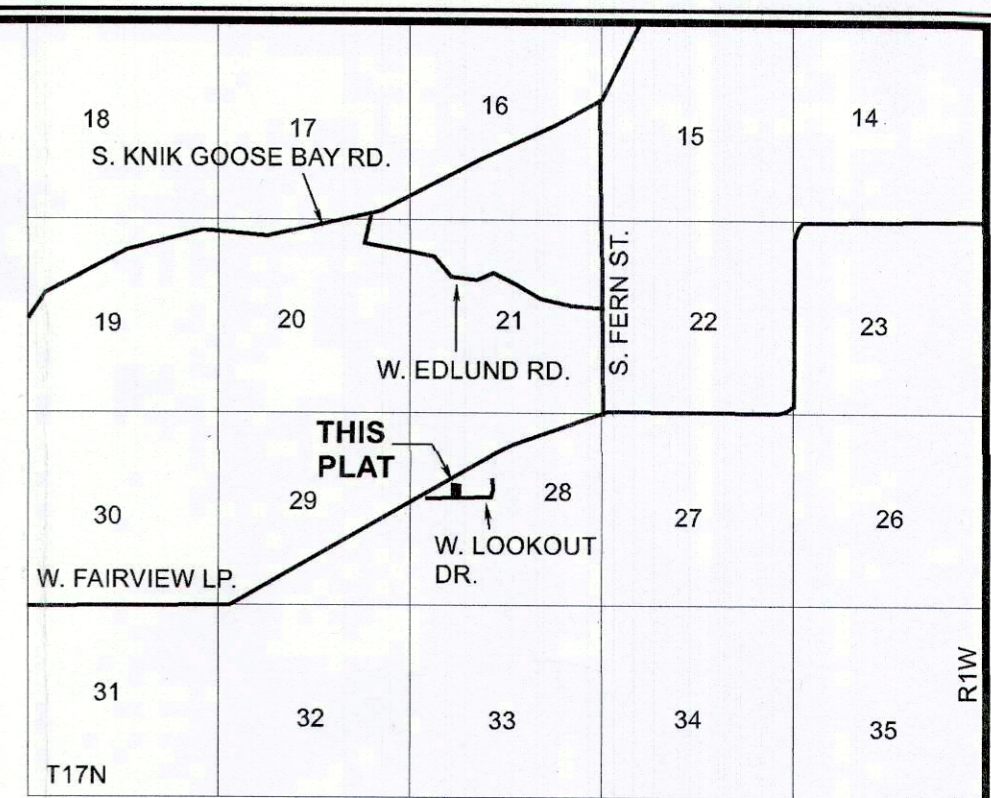 18
17
16
15
14
S. KNIK GOOSE BAY RD.
19
20
21
S. FERN ST.
22
23
W. EDLUND RD.
THIS
PLAT
30
29
28
27
26
W. LOOKOUT
DR.
W. FAIRVIEW LP.
31
32
33
34
35
R1W
T17N